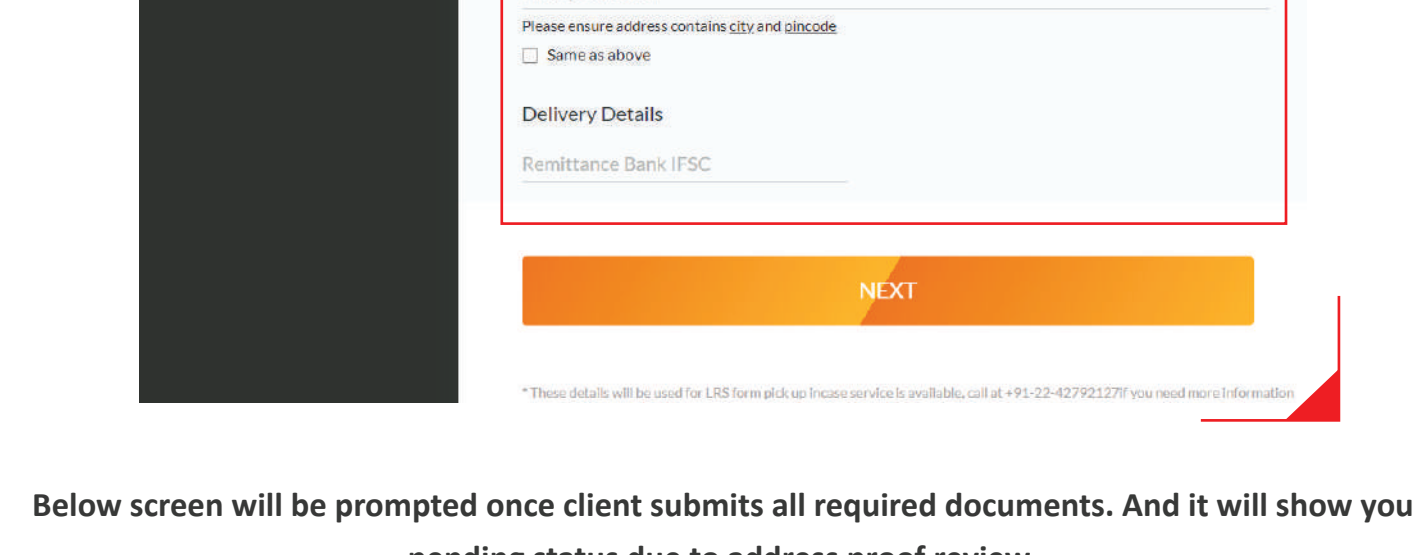 Please ensure address contains city and pincode
Same as above
Delivery Details
Remittance Bank IFSC
NEXT
* These details will be used for LRS form pick up incase service is available, call at +91-22-42792127if you need more information
Below screen will be prompted once client submits all required documents. And it will show you
pending status due to address proof review